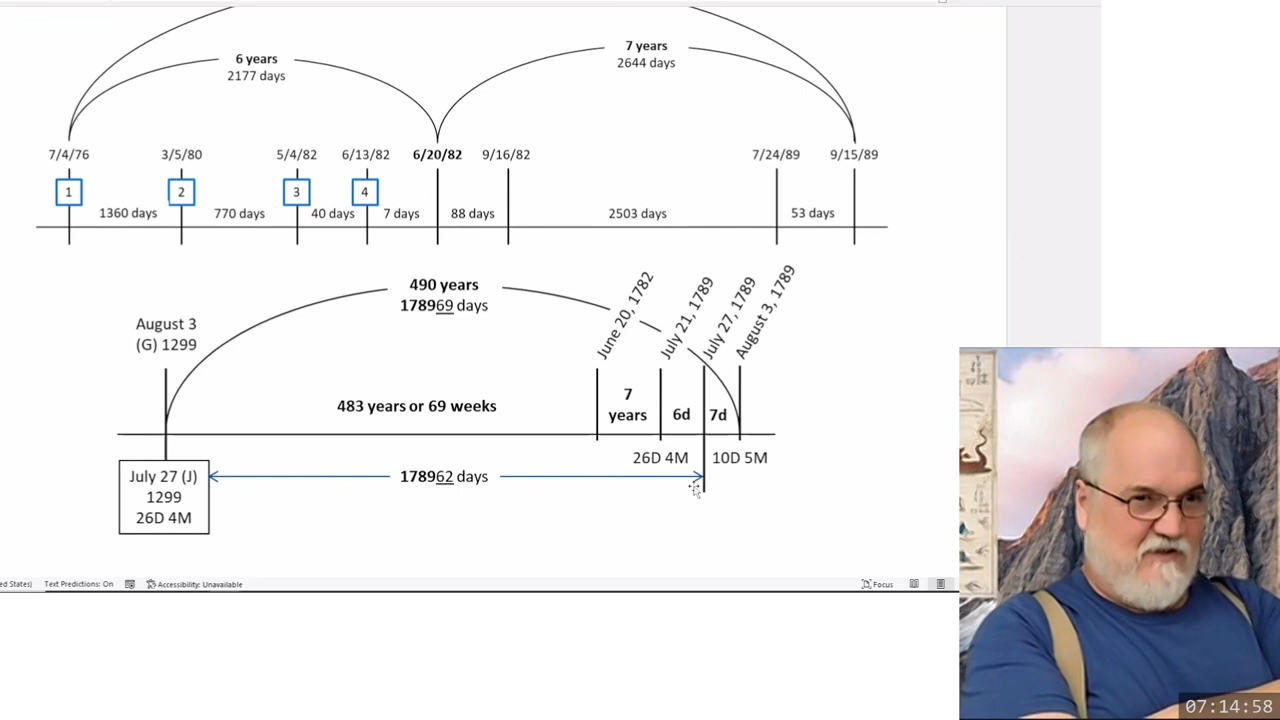 6 years
2177 days
7 years
2644 days
7/4/76
3/5/80
5/4/82
6/13/82
6/20/82
9/16/82
7/24/89
9/15/89
1
2
3
4
1360 days
770 days
40 days
7 days
88 days
2503 days
53 days
490 years
178969 days
August 3
(G) 1299
June 20, 1782
July 21, 1789
July 27, 1789
August 3, 1789
483 years or 69 weeks
7
years
6d
7d
26D 4M
10D 5M
178962 days
July 27 (J)
1299
26D 4M
ed States)
Text Predictions: On
Accessibility: Unavailable
Focus
07:14:58